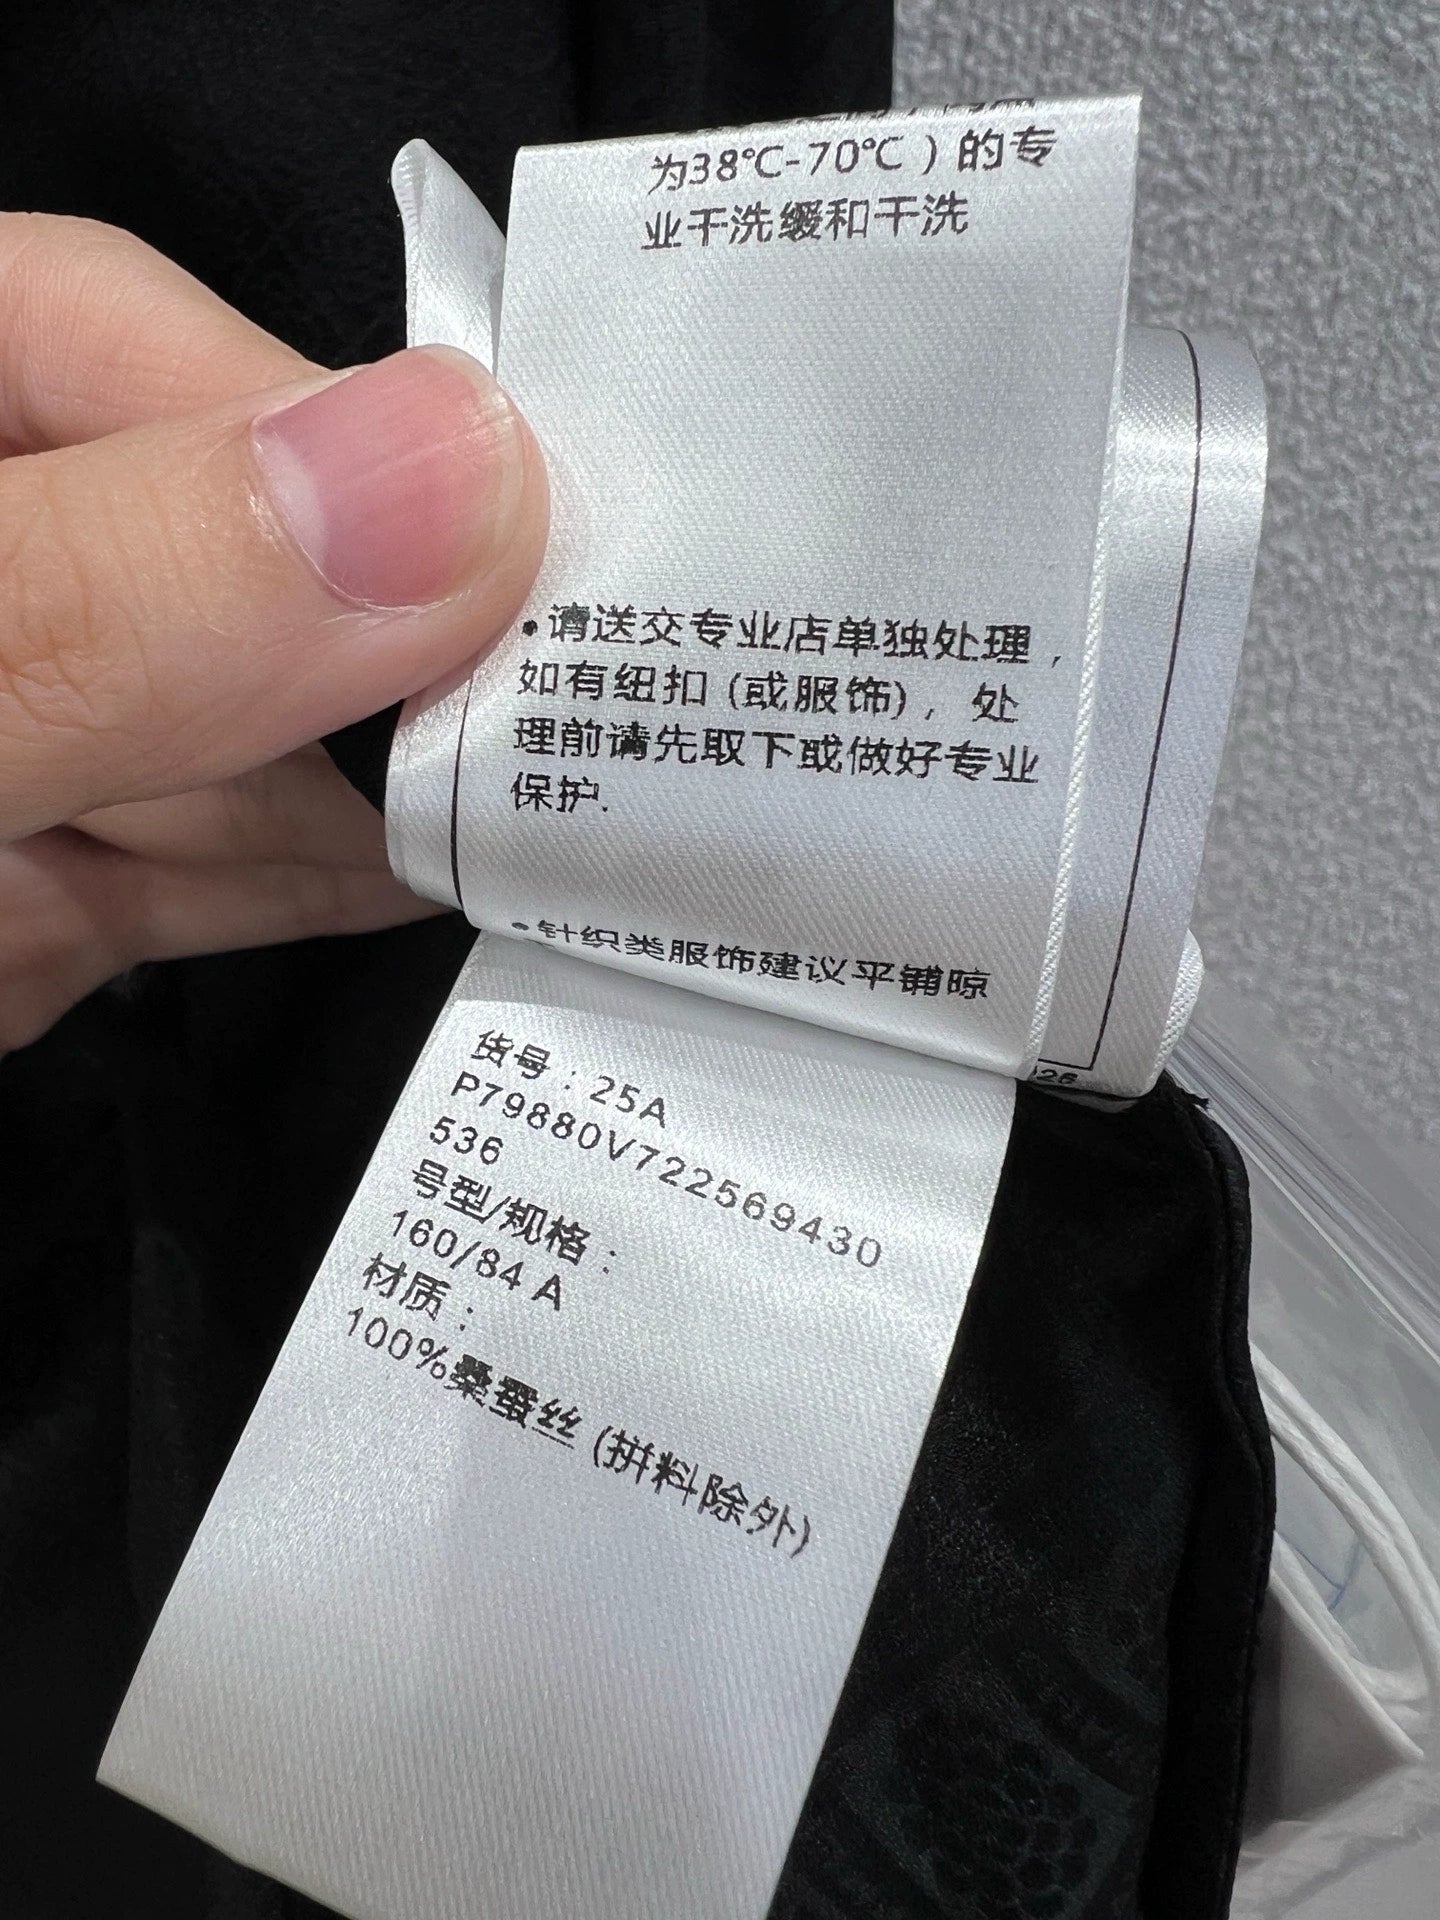 为38℃-70℃）的专
业干洗缓和干洗
•请送交专业店单独处理，
如有纽扣 (或服饰)，处
理前请先取下或做好专业
保护.
•针织类服饰建议平铺晾
货号：25A
P79880V722569430
536
号型/规格：
160/84 A
材质：
100%桑蚕丝 (拼料除外)